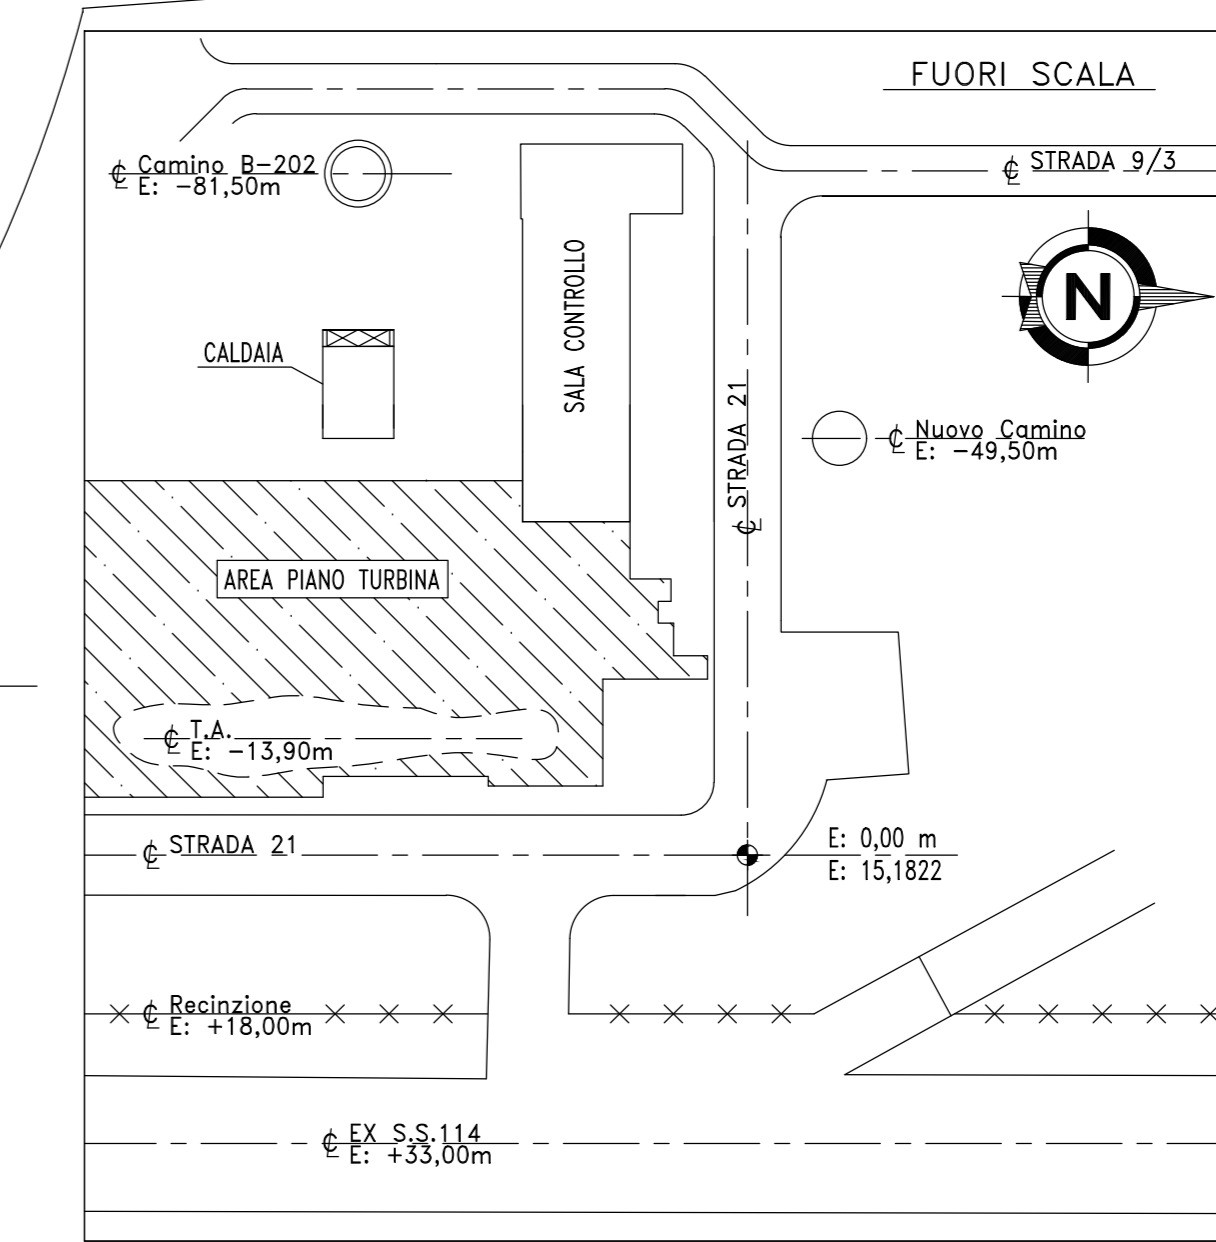 FUORI SCALA
℄ Camino B-202
E: -81,50m
℄ STRADA 9/3
N
SALA CONTROLLO
CALDAIA
℄ STRADA 21
℄ Nuovo Camino
E: -49,50m
AREA PIANO TURBINA
℄ T.A.
E: -13,90m
℄ STRADA 21
E: 0,00 m
E: 15,1822
℄ Recinzione
E: +18,00m
℄ EX S.S.114
E: +33,00m